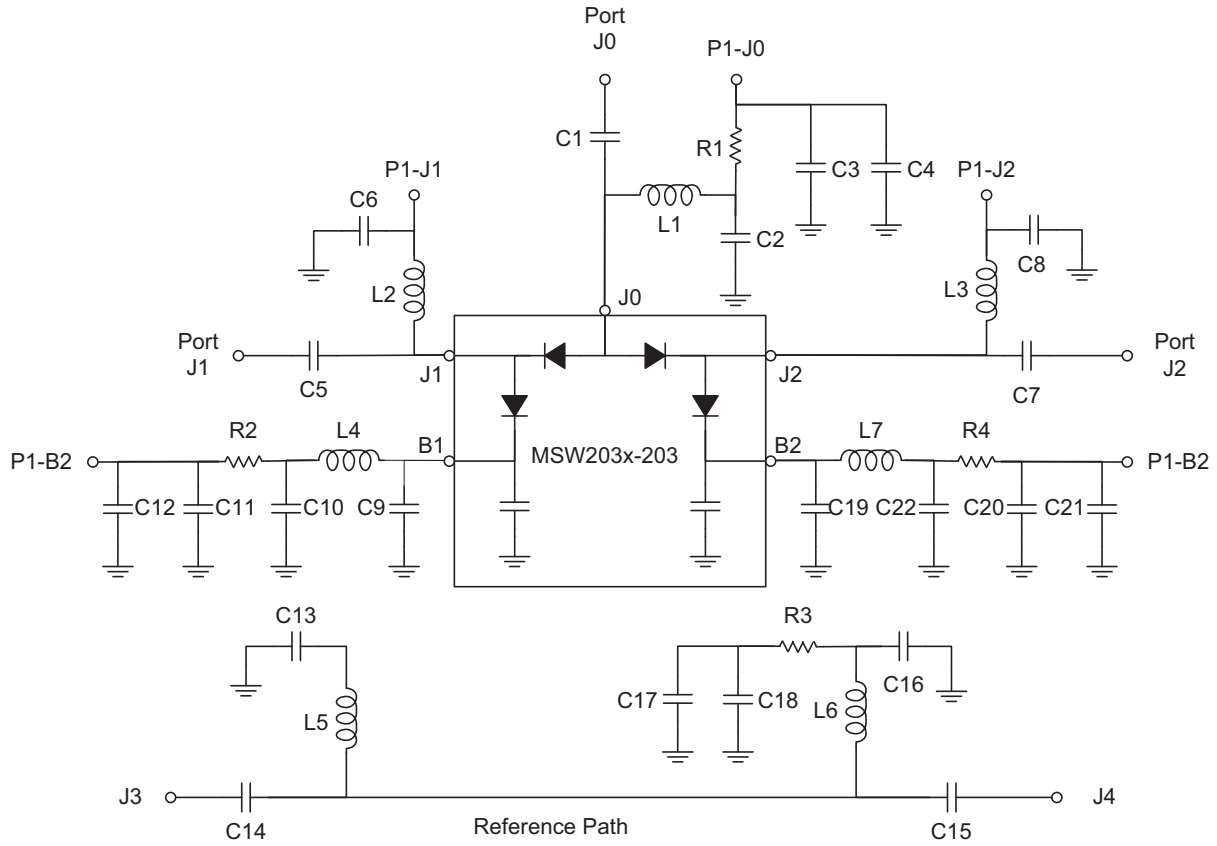 Port
J0
P1-J0
C1
R1
C3
C4
P1-J1
P1-J2
C6
L1
C2
C8
L2
L3
J0
Port
J1
J1
J2
Port
J2
C5
C7
R2
L4
B1
MSW203x-203
B2
L7
R4
P1-B2
P1-B2
C12
C11
C10
C9
C19
C22
C20
C21
C13
R3
C16
L5
C17
C18
L6
J3
J4
C14
Reference Path
C15